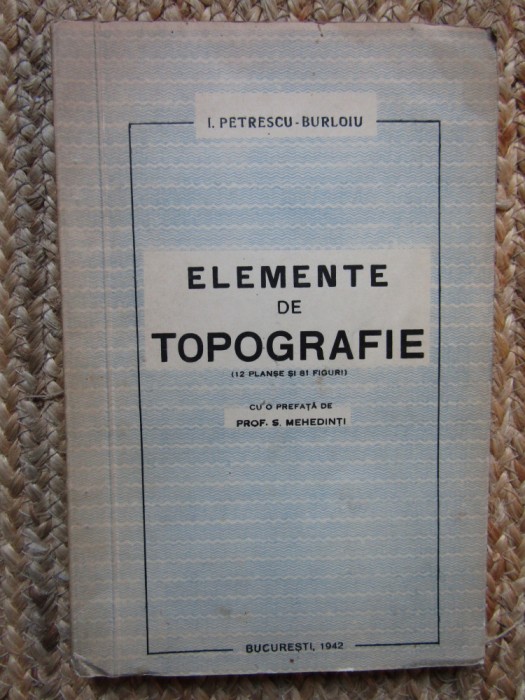 I. PETRESCU-BURLOIU
ELEMENTE
DE
TOPOGRAFIE
(12 PLANȘE ȘI 81 FIGURI)
CU O PREFAȚĂ DE
PROF. S. MEHEDINȚI
BUCUREȘTI, 1942